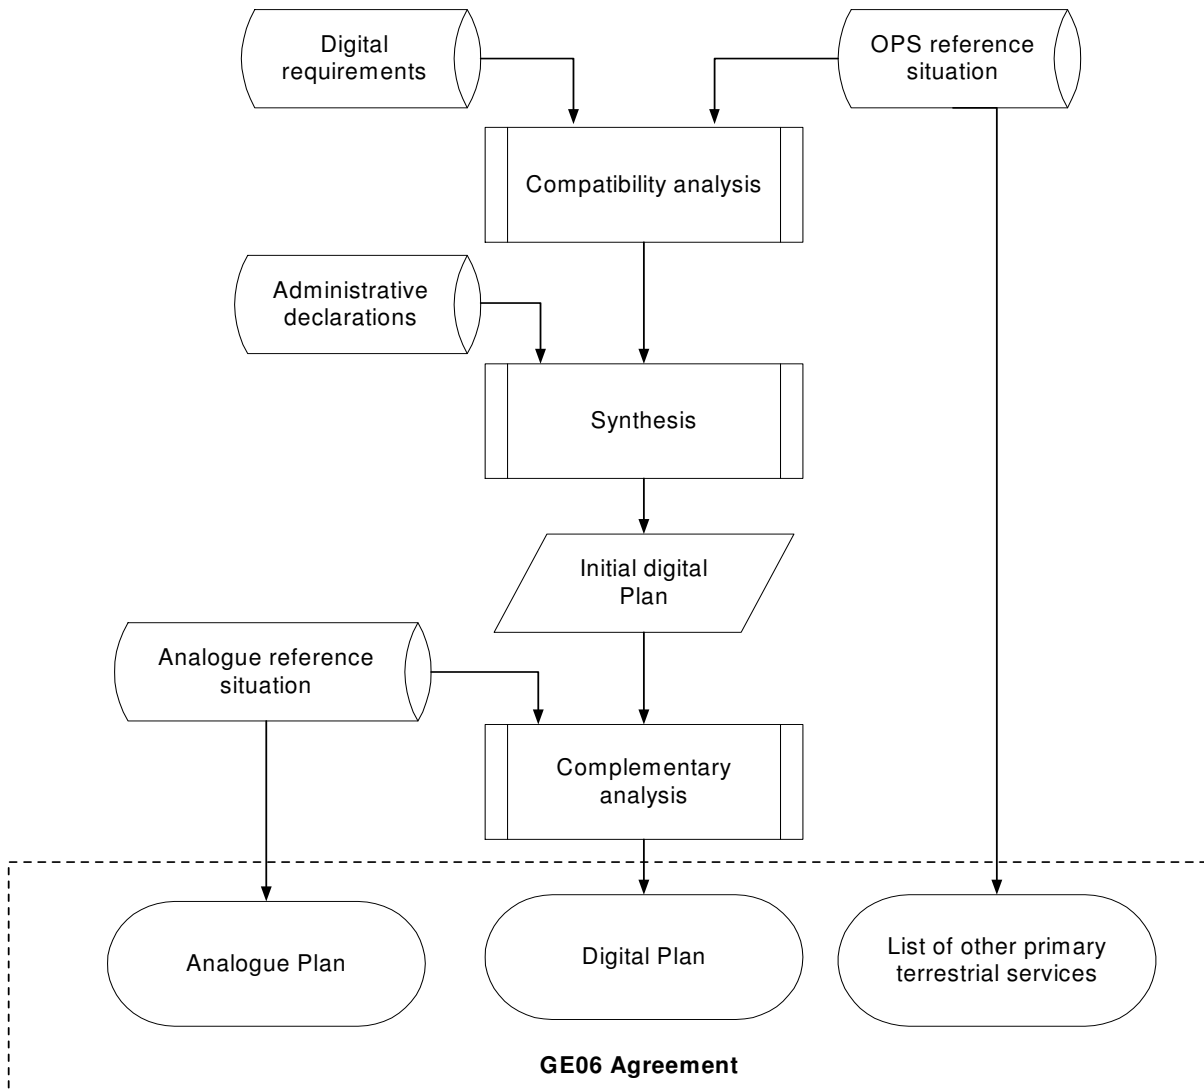 Digital
requirements
OPS reference
situation
Compatibility analysis
Administrative
declarations
Synthesis
Initial digital
Plan
Analogue reference
situation
Complementary
analysis
Analogue Plan
Digital Plan
List of other primary
terrestrial services
GE06 Agreement